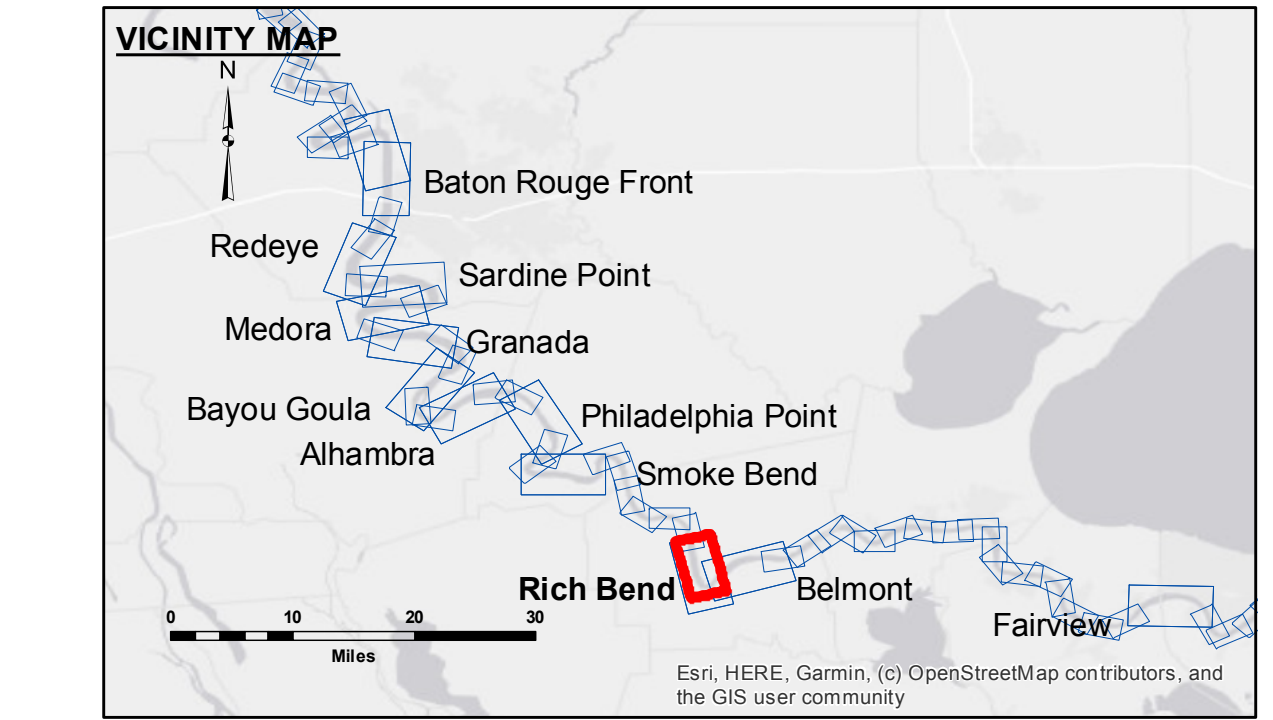 VICINITY MAP
N
Baton Rouge Front
Redeye
Sardine Point
Medora
Granada
Bayou Goula
Philadelphia Point
Alhambra
Smoke Bend
Rich Bend
Belmont
Fairview
0 10 20 30
Miles
Esri, HERE, Garmin, (c) OpenStreetMap contributors, and
the GIS user community